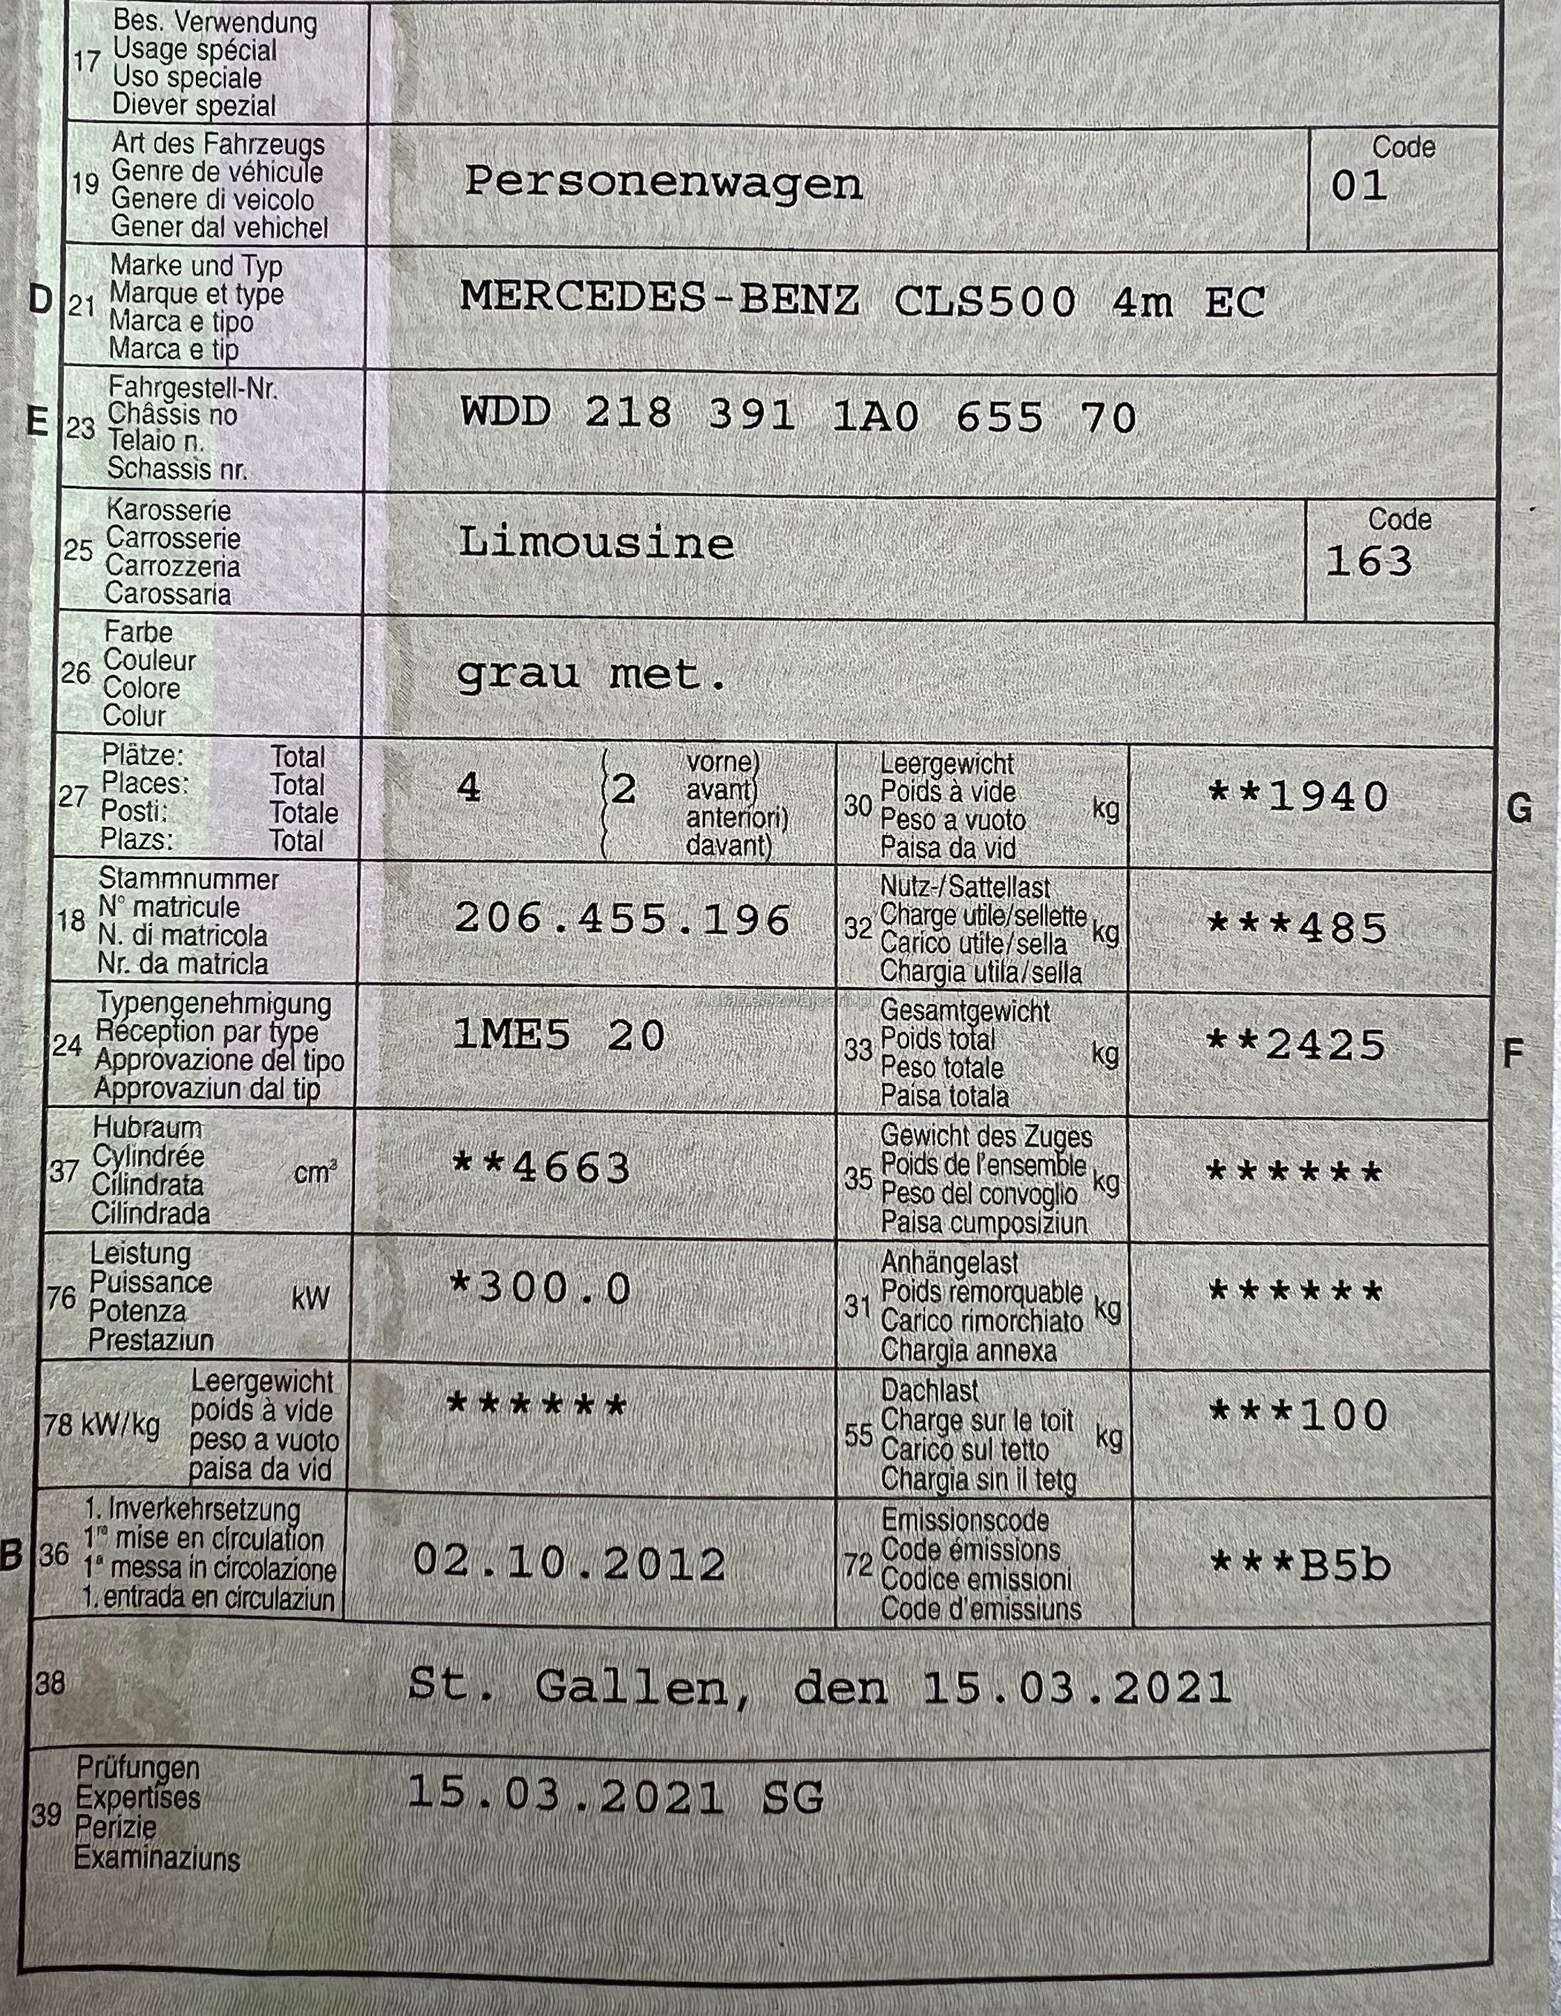 Bes. Verwendung
17 Usage spécial
Uso speciale
Diever spezial
Art des Fahrzeugs
19 Genre de véhicule
Genere di veicolo
Gener dal vehichel
Personenwagen
Code
01
D 21 Marke und Typ
Marque et type
Marca e tipo
Marca e tip
MERCEDES-BENZ CLS500 4m EC
E 23 Fahrgestell-Nr.
Châssis no
Telaio n.
Schassis nr.
WDD 218 391 1A0 655 70
Karosserie
25 Carrosserie
Carrozzeria
Carossaria
Limousine
Code
163
Farbe
26 Couleur
Colore
Colur
grau met.
Plätze: Total
27 Places: Total
Posti: Totale
Plazs: Total
4 (2 vorne)
avant)
anteriori)
davant)
Leergewicht
30 Poids à vide kg
Peso a vuoto
Paisa da vid
**1940 G
Stammnummer
18 N° matricule
N. di matricola
Nr. da matricla
206.455.196
Nutz-/Sattellast
32 Charge utile/sellette kg
Carico utile/sella
Chargia utila/sella
***485
Typengenehmigung
24 Réception par type
Approvazione del tipo
Approvaziun dal tip
1ME5 20
Gesamtgewicht
33 Poids total kg
Peso totale
Paisa totala
**2425 F
Hubraum
37 Cylindrée cm³
Cilindrata
Cilindrada
**4663
Gewicht des Zuges
35 Poids de l'ensemble kg
Peso del convoglio
Paisa cumposiziun
******
Leistung
76 Puissance kW
Potenza
Prestaziun
*300.0
Anhängelast
31 Poids remorquable kg
Carico rimorchiato
Chargia annexa
******
Leergewicht
78 kW/kg poids à vide
peso a vuoto
paisa da vid
******
Dachlast
55 Charge sur le toit kg
Carico sul tetto
Chargia sin il tetg
***100
B 36 1. Inverkehrsetzung
1re mise en circulation
1a messa in circolazione
1. entrada en circulaziun
02.10.2012
Emissionscode
72 Code émissions
Codice emissioni
Code d'emissiuns
***B5b
38 St. Gallen, den 15.03.2021
Prüfungen
39 Expertises
Perizie
Examinaziuns
15.03.2021 SG